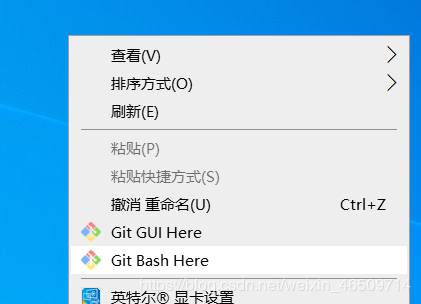 查看(V)
排序方式(O)
刷新(E)
粘贴(P)
粘贴快捷方式(S)
撤消 重命名(U) Ctrl+Z
Git GUI Here
Git Bash Here
https://blog.csdn.net/weixin_46509714
英特尔® 显卡设置